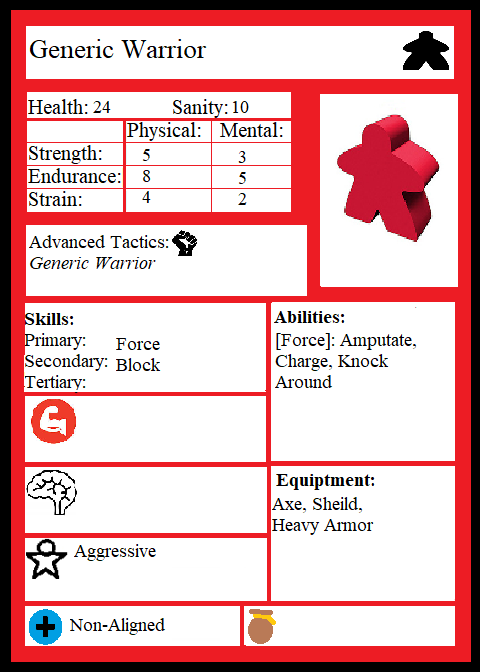 Generic Warrior
Health: 24 Sanity: 10
Physical: Mental:
Strength: 5 3
Endurance: 8 5
Strain: 4 2
Advanced Tactics:
Generic Warrior
Skills:
Primary: Force
Secondary: Block
Tertiary:
Abilities:
[Force]: Amputate,
Charge, Knock
Around
Equiptment:
Axe, Sheild,
Heavy Armor
Aggressive
Non-Aligned